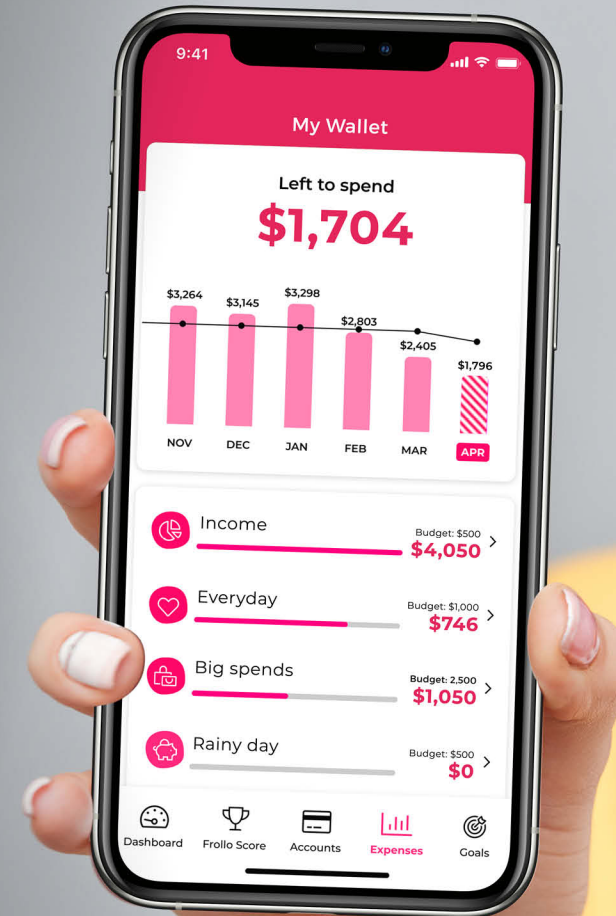 9:41
My Wallet
Left to spend
$1,704
$3,264 $3,145 $3,298 $2,803 $2,405 $1,796
NOV DEC JAN FEB MAR APR
Income
Budget: $500
$4,050
Everyday
Budget: $1,000
$746
Big spends
Budget: 2,500
$1,050
Rainy day
Budget: $500
$0
Dashboard Frollo Score Accounts Expenses Goals